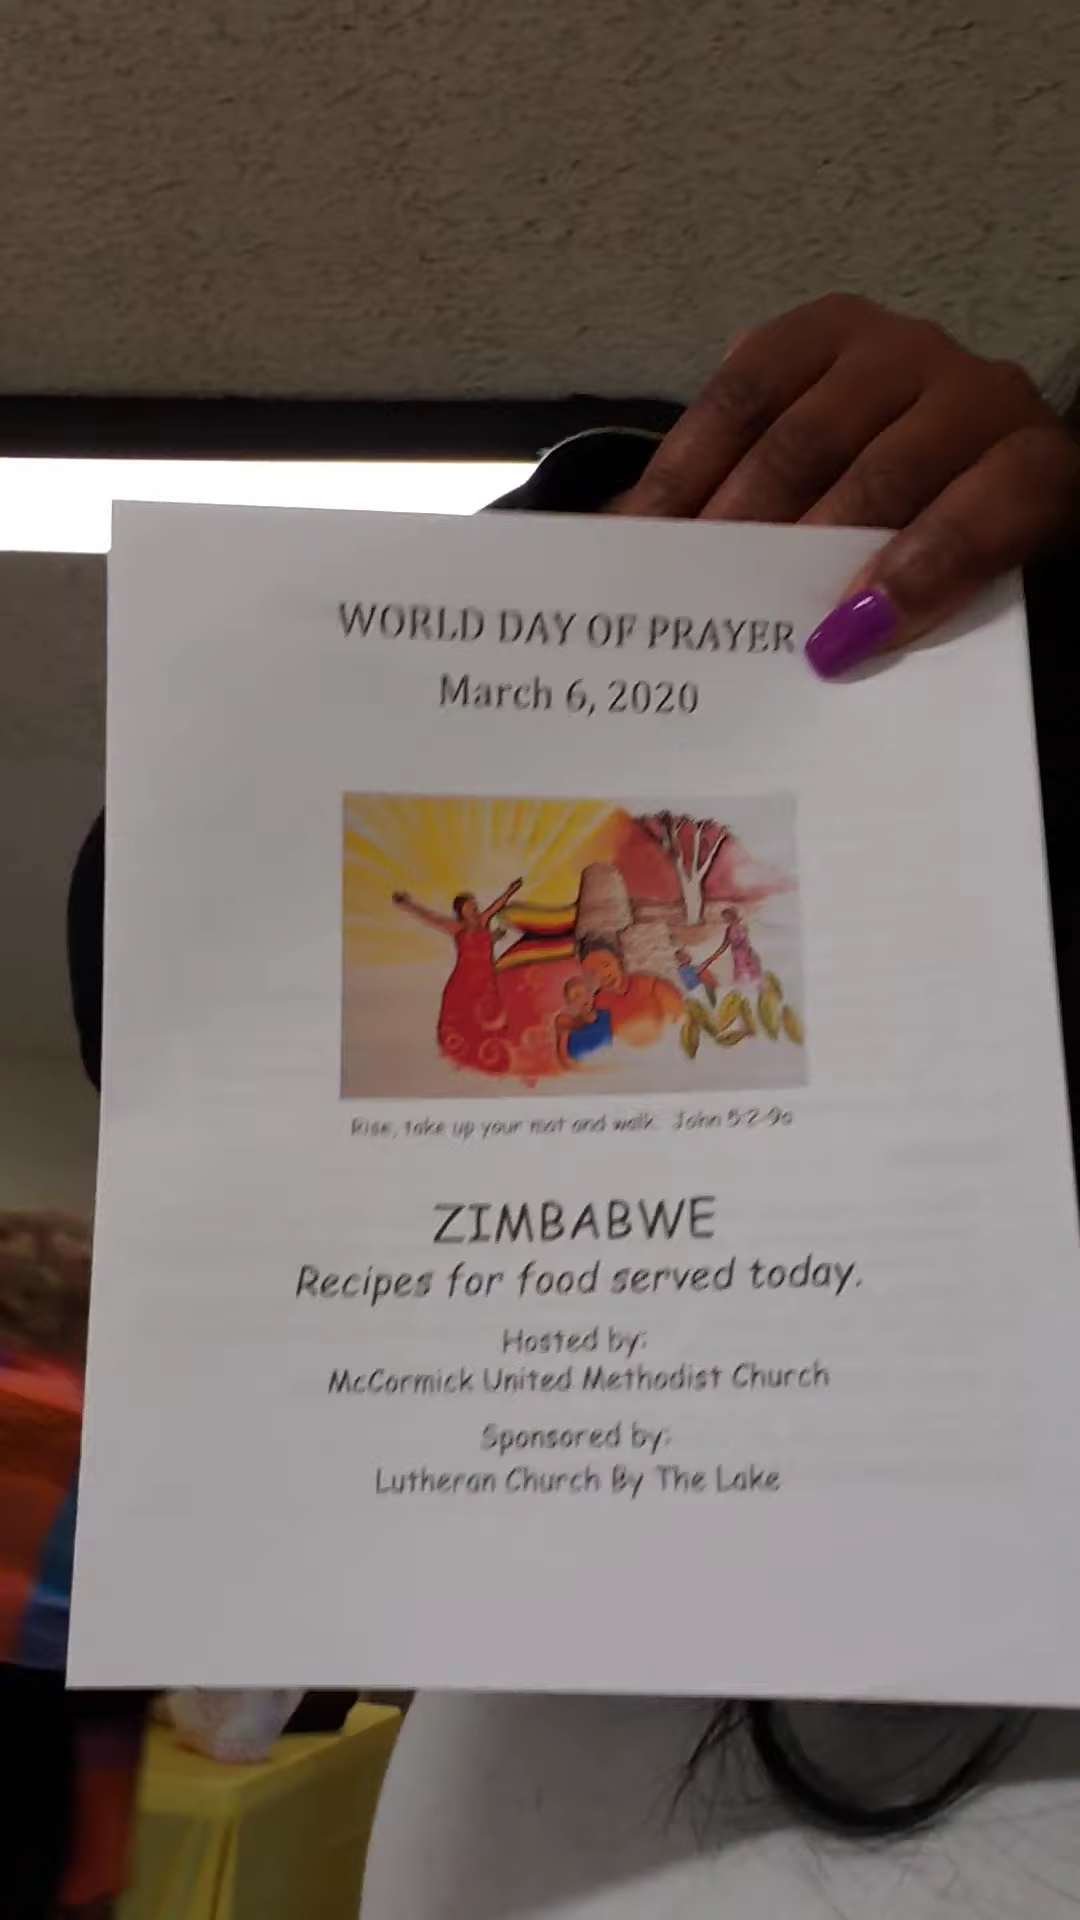 WORLD DAY OF PRAYER
March 6, 2020
Rise, take up your mat and walk. John 5:2-9a
ZIMBABWE
Recipes for food served today.
Hosted by:
McCormick United Methodist Church
Sponsored by:
Lutheran Church By The Lake